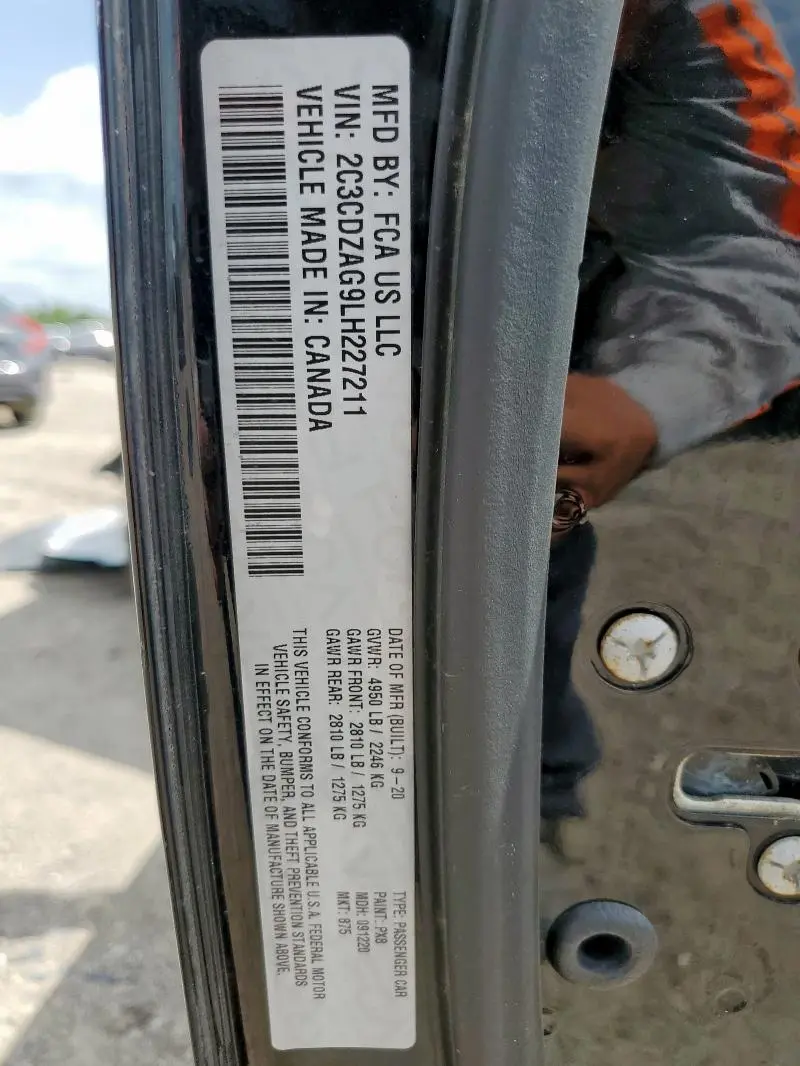 MFD BY: FCA US LLC
VIN: 2C3CDZAG9LH227211
VEHICLE MADE IN: CANADA
DATE OF MFR (BUILT): 9-20
GVWR: 4950 LB / 2246 KG
GAWR FRONT: 2810 LB / 1275 KG
GAWR REAR: 2810 LB / 1275 KG
TYPE: PASSENGER CAR
PAINT: PX8
MDH: 091220
MKT: 875
THIS VEHICLE CONFORMS TO ALL APPLICABLE U.S.A. FEDERAL MOTOR
VEHICLE SAFETY, BUMPER, AND THEFT PREVENTION STANDARDS
IN EFFECT ON THE DATE OF MANUFACTURE SHOWN ABOVE.